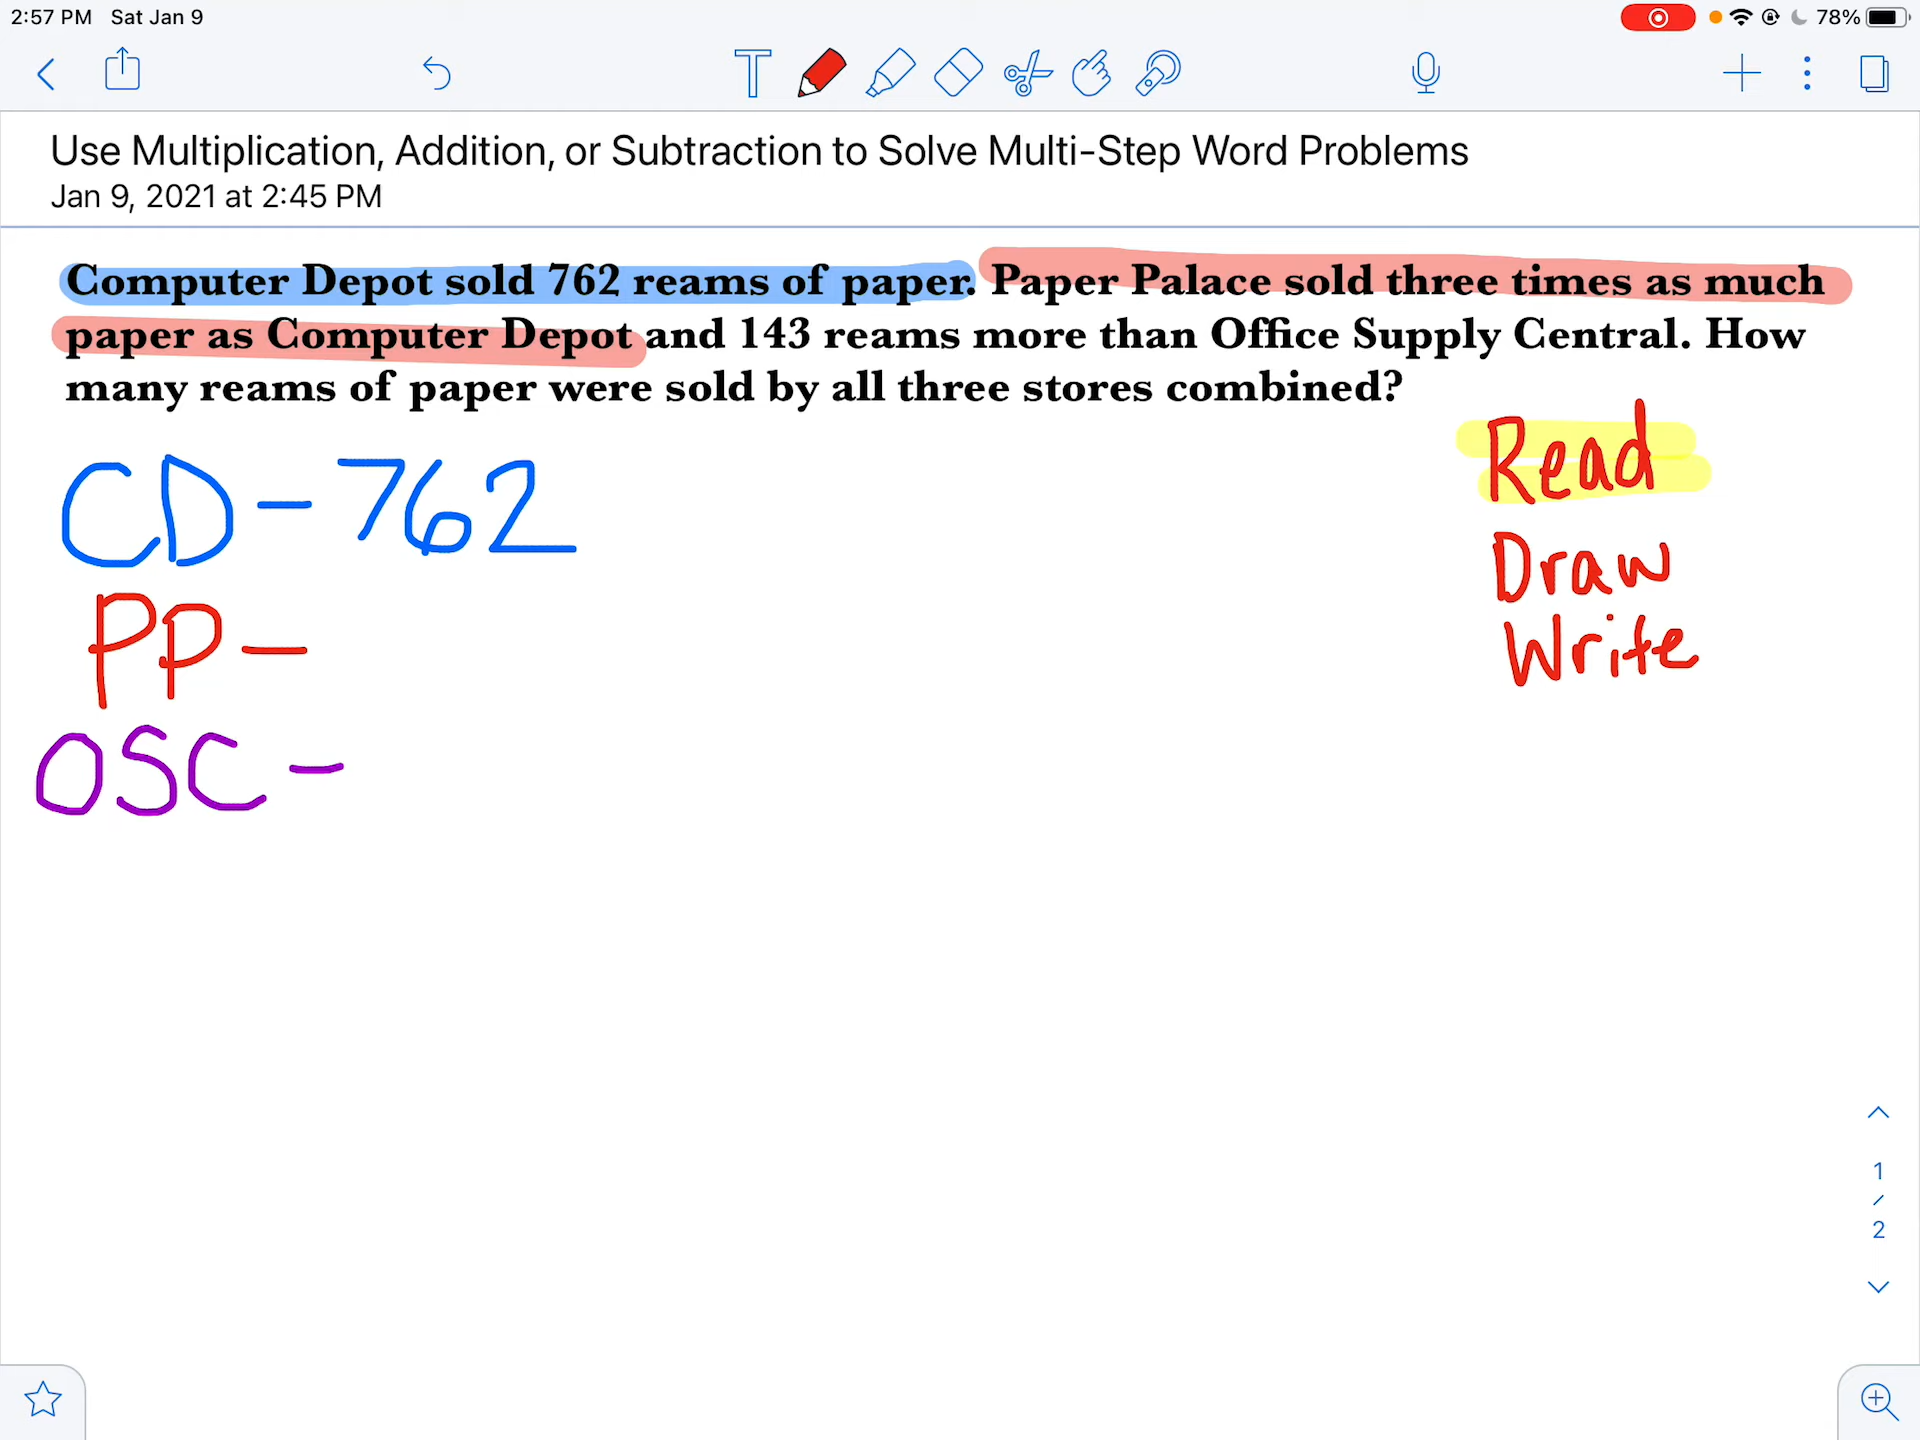 2:57 PM Sat Jan 9
78%
T
Use Multiplication, Addition, or Subtraction to Solve Multi-Step Word Problems
Jan 9, 2021 at 2:45 PM
Computer Depot sold 762 reams of paper. Paper Palace sold three times as much
paper as Computer Depot and 143 reams more than Office Supply Central. How
many reams of paper were sold by all three stores combined?
Read
CD-762
Draw
PP-
Write
OSC-
1
/
2